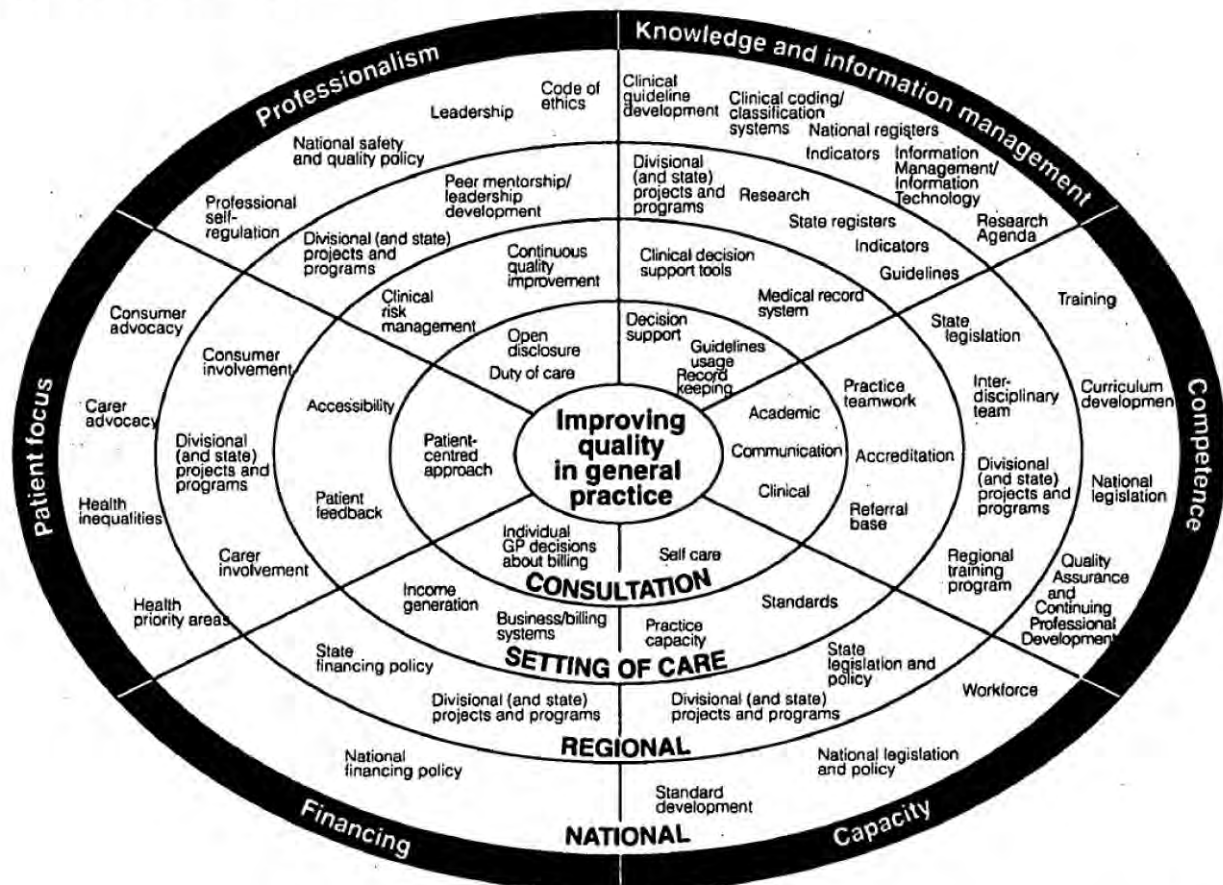 Professionalism
Knowledge and information management
Competence
Capacity
Financing
Patient focus
Code of
ethics
Leadership
National safety
and quality policy
Professional
self-
regulation
Peer mentorship/
leadership
development
Divisional (and state)
projects and
programs
Continuous
quality
improvement
Clinical
risk
management
Open
disclosure
Duty of care
Clinical
guideline
development
Clinical coding/
classification
systems
National registers
Indicators
Information
Management/
Information
Technology
Research
Agenda
Divisional
(and state)
projects and
programs
Research
State registers
Indicators
Guidelines
Clinical decision
support tools
Medical record
system
Decision
support
Guidelines
usage
Record
keeping
Training
Curriculum
developmen
National
legislation
Quality
Assurance
and
Continuing
Professional
Development
State
legislation
Inter-
disciplinary
team
Divisional
(and state)
projects and
programs
Regional
training
program
Practice
teamwork
Accreditation
Referral
base
Academic
Communication
Clinical
Improving
quality
in general
practice
Consumer
advocacy
Carer
advocacy
Health
inequalities
Health
priority areas
Consumer
involvement
Divisional
(and state)
projects and
programs
Carer
involvement
Accessibility
Patient
feedback
Patient-
centred
approach
Individual
GP decisions
about billing
Self care
CONSULTATION
Income
generation
Business/billing
systems
Practice
capacity
Standards
SETTING OF CARE
State
financing policy
Divisional (and state)
projects and programs
Divisional (and state)
projects and programs
State
legislation and
policy
REGIONAL
National
financing policy
Standard
development
National legislation
and policy
Workforce
NATIONAL